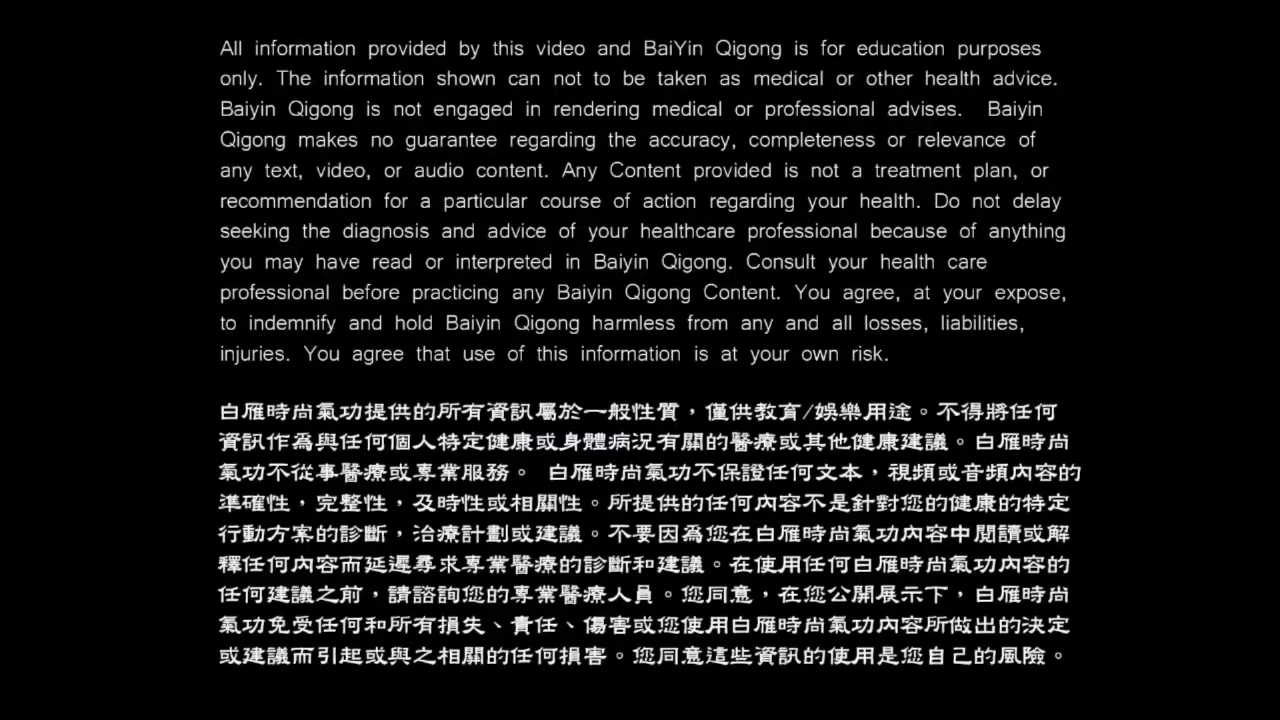 All information provided by this video and BaiYin Qigong is for education purposes
only. The information shown can not to be taken as medical or other health advice.
Baiyin Qigong is not engaged in rendering medical or professional advises. Baiyin
Qigong makes no guarantee regarding the accuracy, completeness or relevance of
any text, video, or audio content. Any Content provided is not a treatment plan, or
recommendation for a particular course of action regarding your health. Do not delay
seeking the diagnosis and advice of your healthcare professional because of anything
you may have read or interpreted in Baiyin Qigong. Consult your health care
professional before practicing any Baiyin Qigong Content. You agree, at your expose,
to indemnify and hold Baiyin Qigong harmless from any and all losses, liabilities,
injuries. You agree that use of this information is at your own risk.
白雁時尚氣功提供的所有資訊屬於一般性質，僅供教育/娛樂用途。不得將任何
資訊作為與任何個人特定健康或身體病況有關的醫療或其他健康建議。白雁時尚
氣功不從事醫療或專業服務。 白雁時尚氣功不保證任何文本，視頻或音頻內容的
準確性，完整性，及時性或相關性。所提供的任何內容不是針對您的健康的特定
行動方案的診斷，治療計劃或建議。不要因為您在白雁時尚氣功內容中閱讀或解
釋任何內容而延遲尋求專業醫療的診斷和建議。在使用任何白雁時尚氣功內容的
任何建議之前，請諮詢您的專業醫療人員。您同意，在您公開展示下，白雁時尚
氣功免受任何和所有損失、責任、傷害或您使用白雁時尚氣功內容所做出的決定
或建議而引起或與之相關的任何損害。您同意這些資訊的使用是您自己的風險。